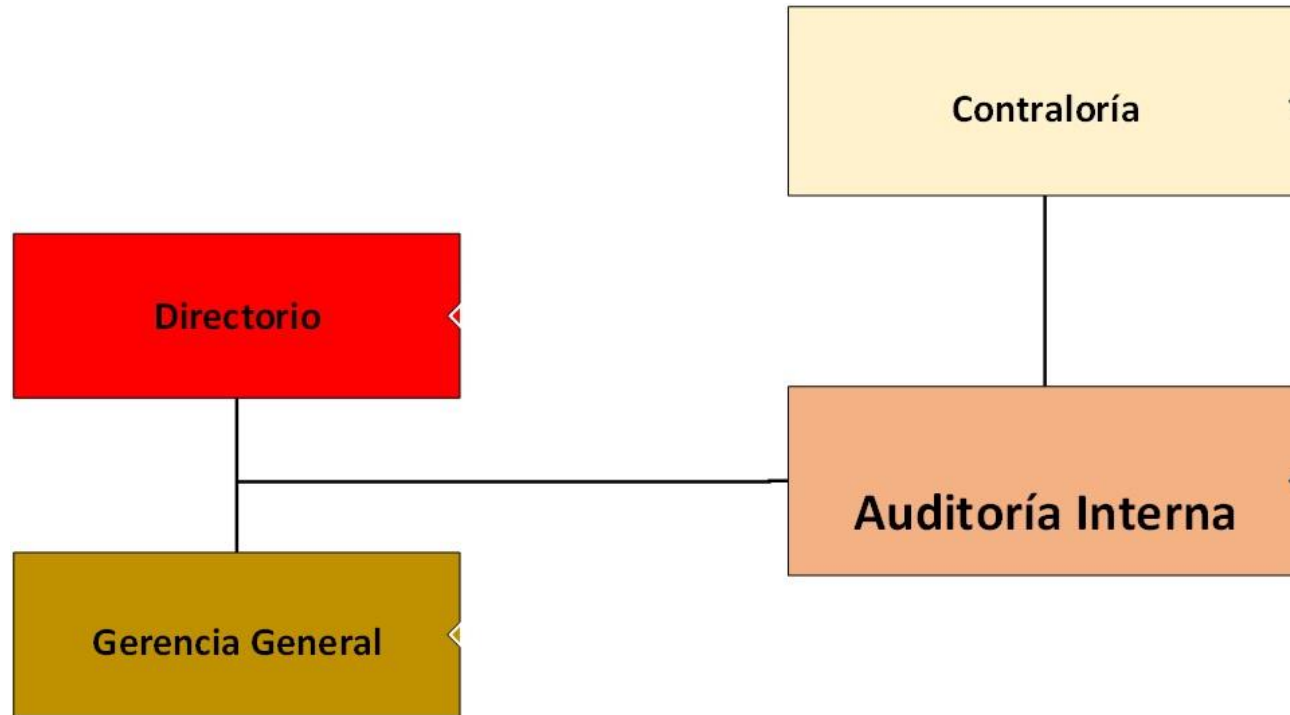 Contraloría
Directorio
Auditoría Interna
Gerencia General